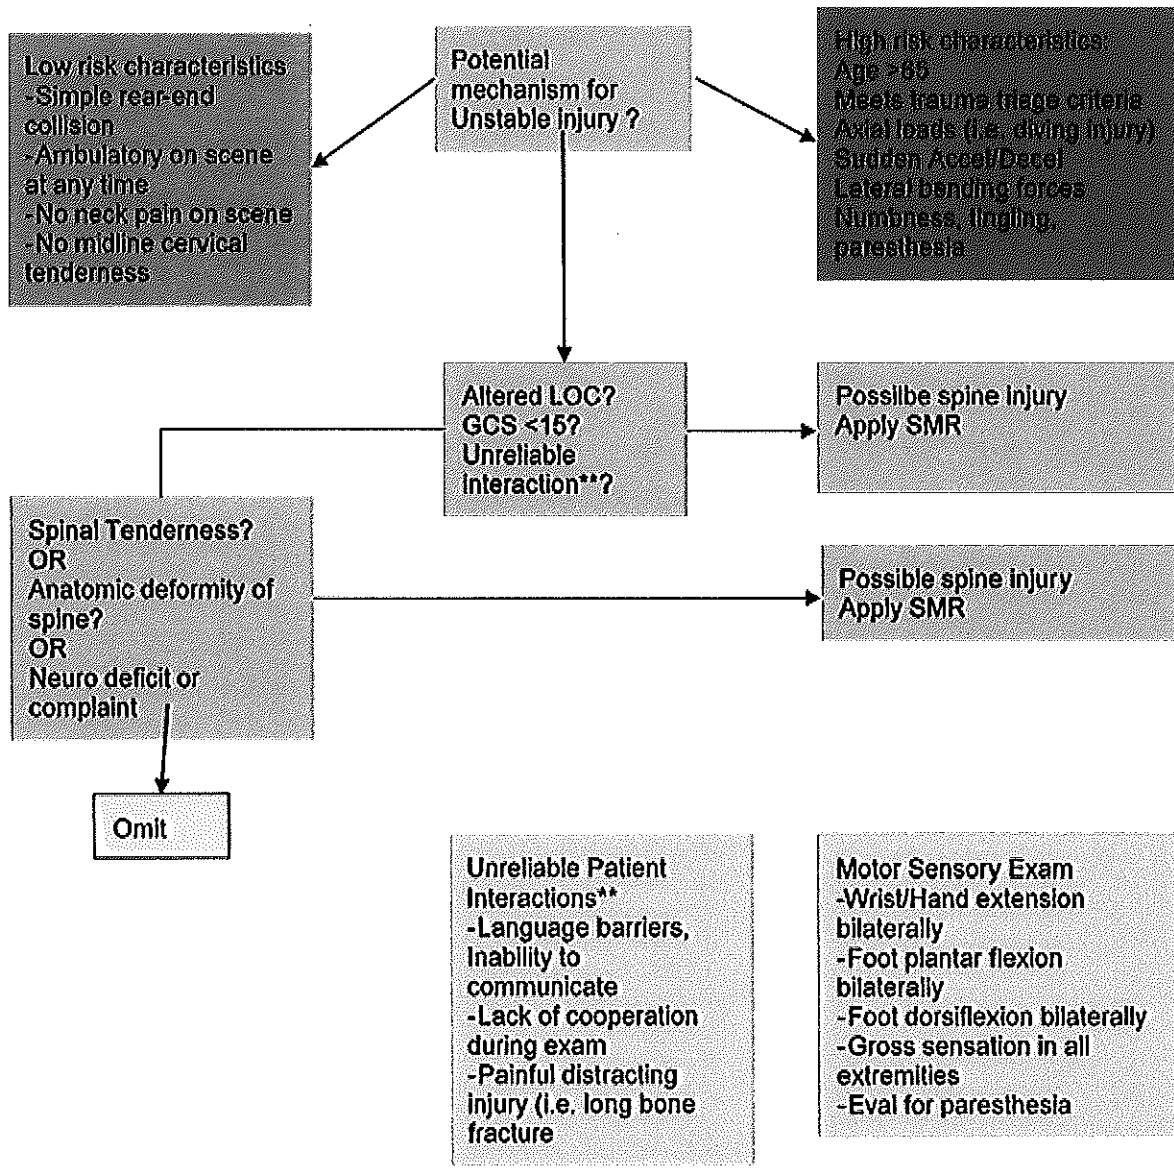 Low risk characteristics
-Simple rear-end
collision
-Ambulatory on scene
at any time
-No neck pain on scene
-No midline cervical
tenderness
Potential
mechanism for
Unstable injury ?
High risk characteristics:
Age >65
Meets trauma triage criteria
Axial loads (i.e. diving injury)
Sudden Accel/Decel
Lateral bending forces
Numbness, tingling,
paresthesia
Altered LOC?
GCS <15?
Unreliable
Interaction**?
Possilbe spine injury
Apply SMR
Spinal Tenderness?
OR
Anatomic deformity of
spine?
OR
Neuro deficit or
complaint
Possible spine injury
Apply SMR
Omit
Unreliable Patient
Interactions**
-Language barriers,
Inability to
communicate
-Lack of cooperation
during exam
-Painful distracting
injury (i.e. long bone
fracture
Motor Sensory Exam
-Wrist/Hand extension
bilaterally
-Foot plantar flexion
bilaterally
-Foot dorsiflexion bilaterally
-Gross sensation in all
extremities
-Eval for paresthesia